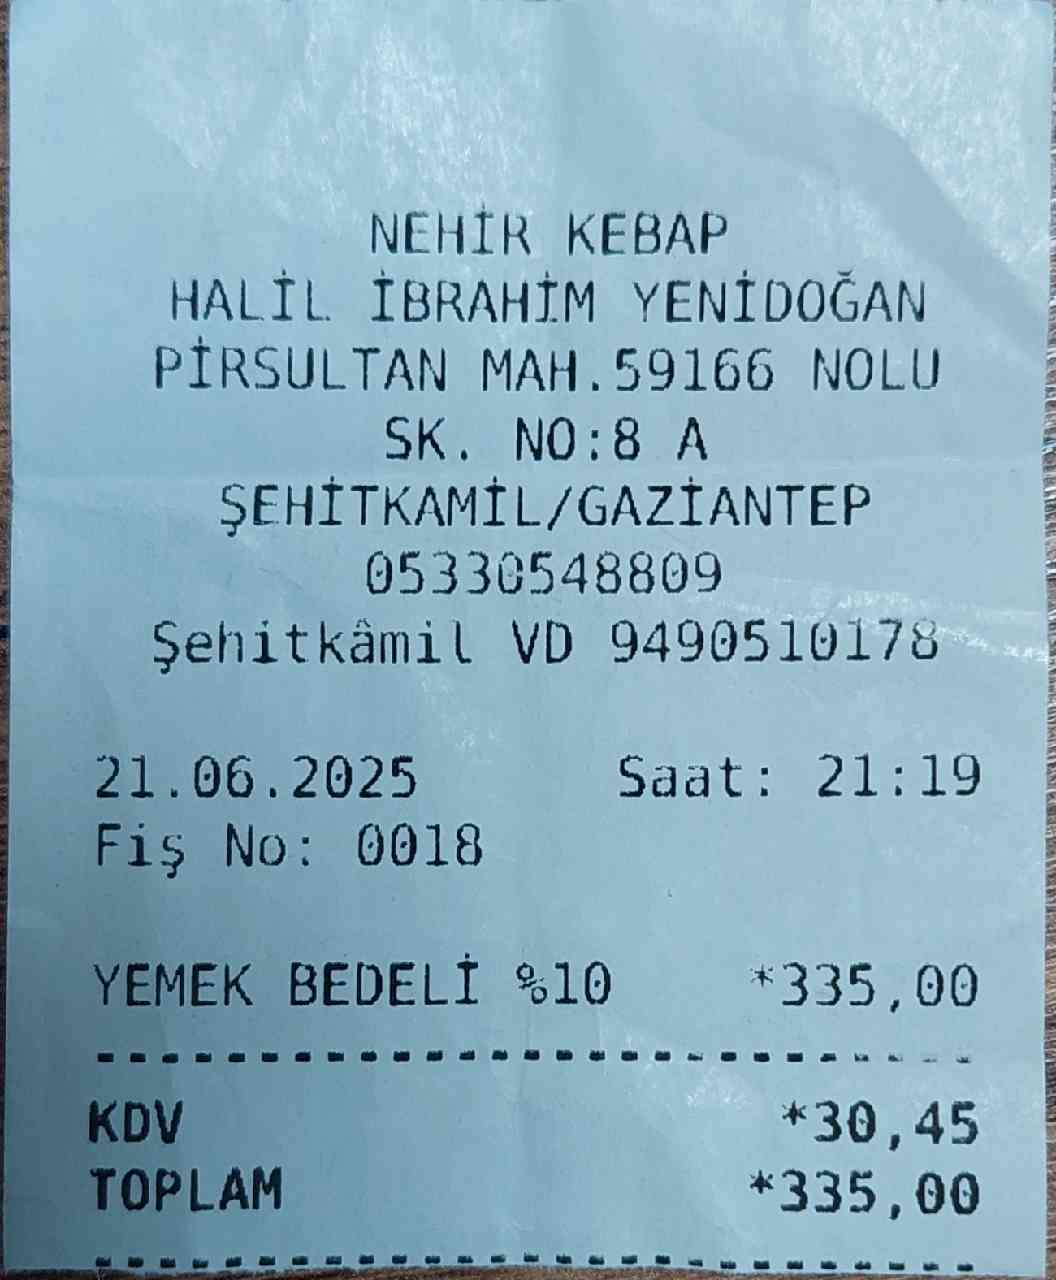 NEHİR KEBAP
HALİL İBRAHİM YENİDOĞAN
PİRSULTAN MAH.59166 NOLU
SK. NO:8 A
ŞEHİTKAMİL/GAZİANTEP
05330548809
Şehitkâmil VD 9490510178
21.06.2025 Saat: 21:19
Fiş No: 0018
YEMEK BEDELİ %10 *335,00
KDV *30,45
TOPLAM *335,00